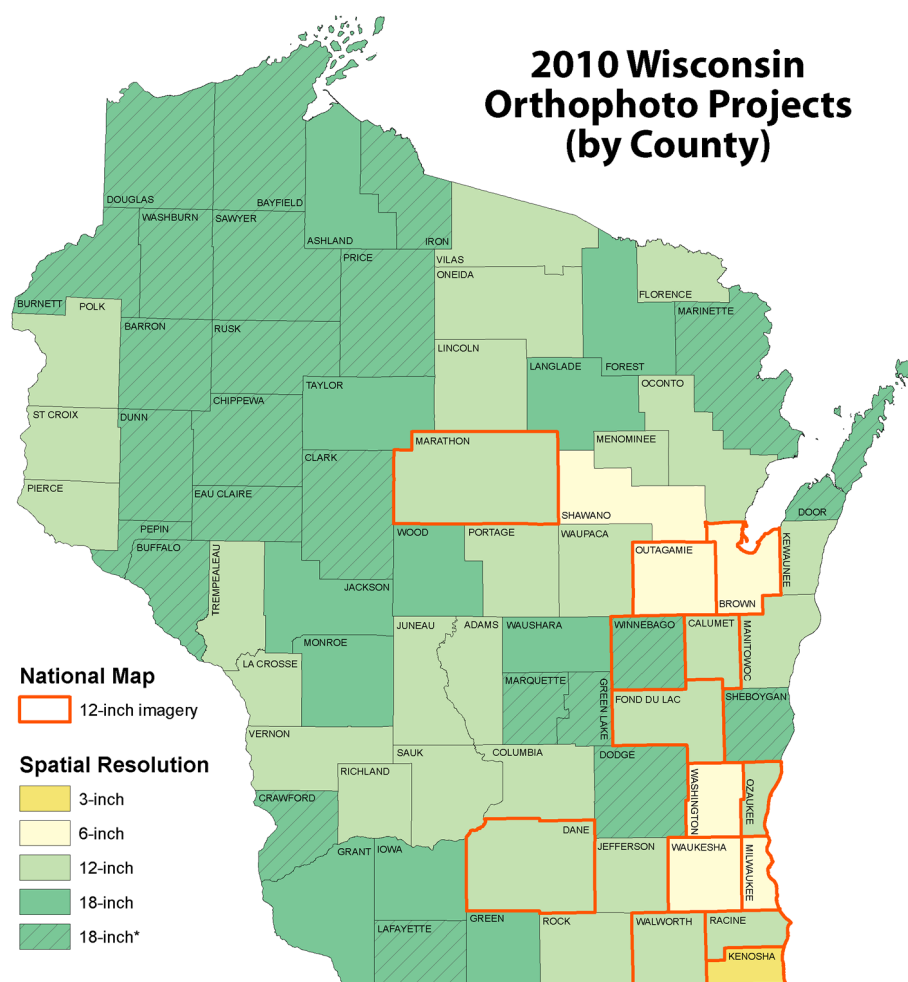 2010 Wisconsin
Orthophoto Projects
(by County)
DOUGLAS
BAYFIELD
WASHBURN
SAWYER
ASHLAND
IRON
PRICE
VILAS
ONEIDA
FLORENCE
BURNETT
POLK
MARINETTE
BARRON
RUSK
LINCOLN
LANGLADE
FOREST
TAYLOR
OCONTO
CHIPPEWA
ST CROIX
DUNN
MARATHON
MENOMINEE
CLARK
PIERCE
EAU CLAIRE
SHAWANO
DOOR
PEPIN
WOOD
PORTAGE
WAUPACA
BUFFALO
OUTAGAMIE
KEWAUNEE
TREMPEALEAU
JACKSON
BROWN
JUNEAU
ADAMS
WAUSHARA
WINNEBAGO
CALUMET
MANITOWOC
MONROE
LA CROSSE
National Map
12-inch imagery
MARQUETTE
GREEN LAKE
FOND DU LAC
SHEBOYGAN
VERNON
SAUK
COLUMBIA
DODGE
Spatial Resolution
RICHLAND
WASHINGTON
OZAUKEE
3-inch
CRAWFORD
6-inch
DANE
JEFFERSON
WAUKESHA
MILWAUKEE
GRANT
IOWA
12-inch
18-inch
GREEN
ROCK
WALWORTH
RACINE
LAFAYETTE
18-inch*
KENOSHA